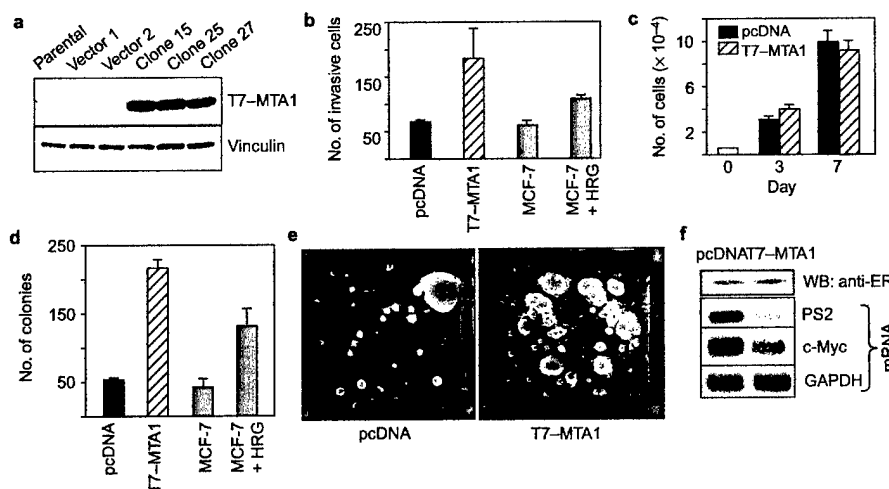 a
Parental
Vector 1
Vector 2
Clone 15
Clone 25
Clone 27
T7–MTA1
Vinculin
b
No. of invasive cells
250
150
50
pcDNA
T7–MTA1
MCF-7
MCF-7
+ HRG
c
No. of cells (× 10⁻⁴)
10
6
2
pcDNA
T7–MTA1
0 3 7
Day
d
No. of colonies
250
150
50
pcDNA
T7–MTA1
MCF-7
MCF-7
+ HRG
e
pcDNA
T7–MTA1
f
pcDNAT7–MTA1
WB: anti-ER
PS2
c-Myc
GAPDH
mRNA